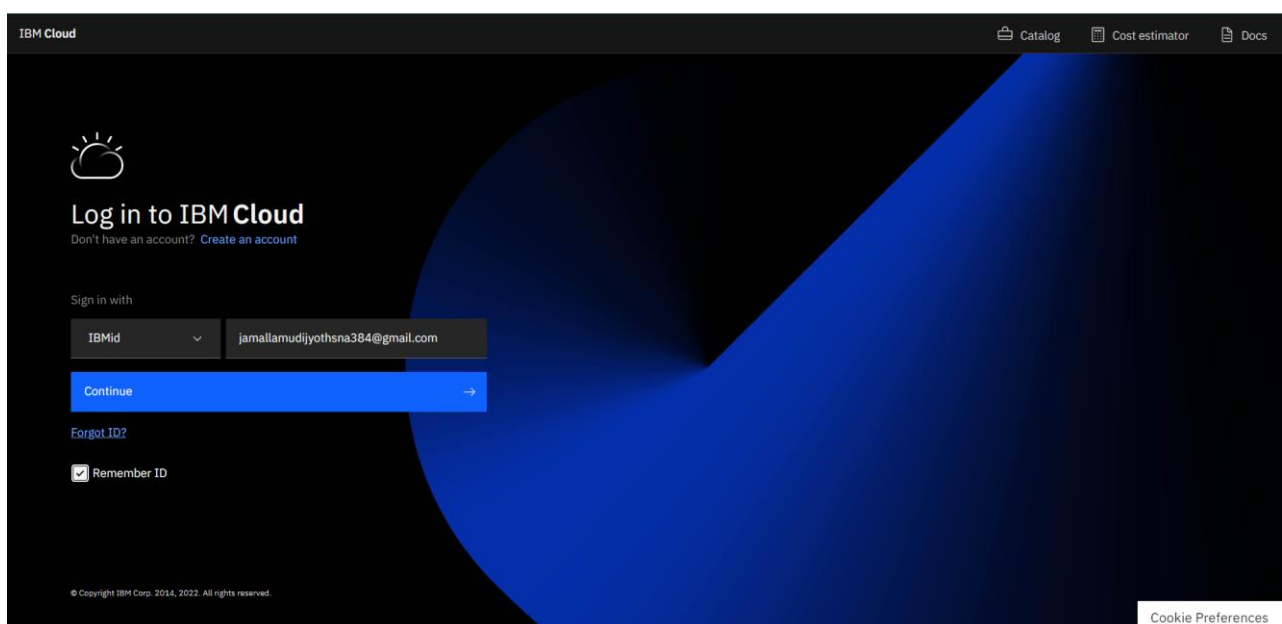 IBM Cloud Catalog Cost estimator Docs
Log in to IBM Cloud
Don't have an account? Create an account
Sign in with
IBMid jamallamudijyothsna384@gmail.com
Continue
Forgot ID?
Remember ID
© Copyright IBM Corp. 2014, 2022. All rights reserved.
Cookie Preferences